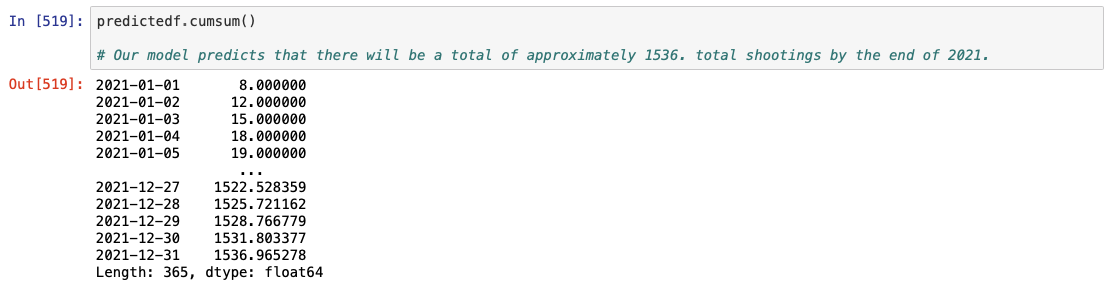 In [519]: predictedf.cumsum()
# Our model predicts that there will be a total of approximately 1536. total shootings by the end of 2021.
Out[519]: 2021-01-01 8.000000
2021-01-02 12.000000
2021-01-03 15.000000
2021-01-04 18.000000
2021-01-05 19.000000
...
2021-12-27 1522.528359
2021-12-28 1525.721162
2021-12-29 1528.766779
2021-12-30 1531.803377
2021-12-31 1536.965278
Length: 365, dtype: float64